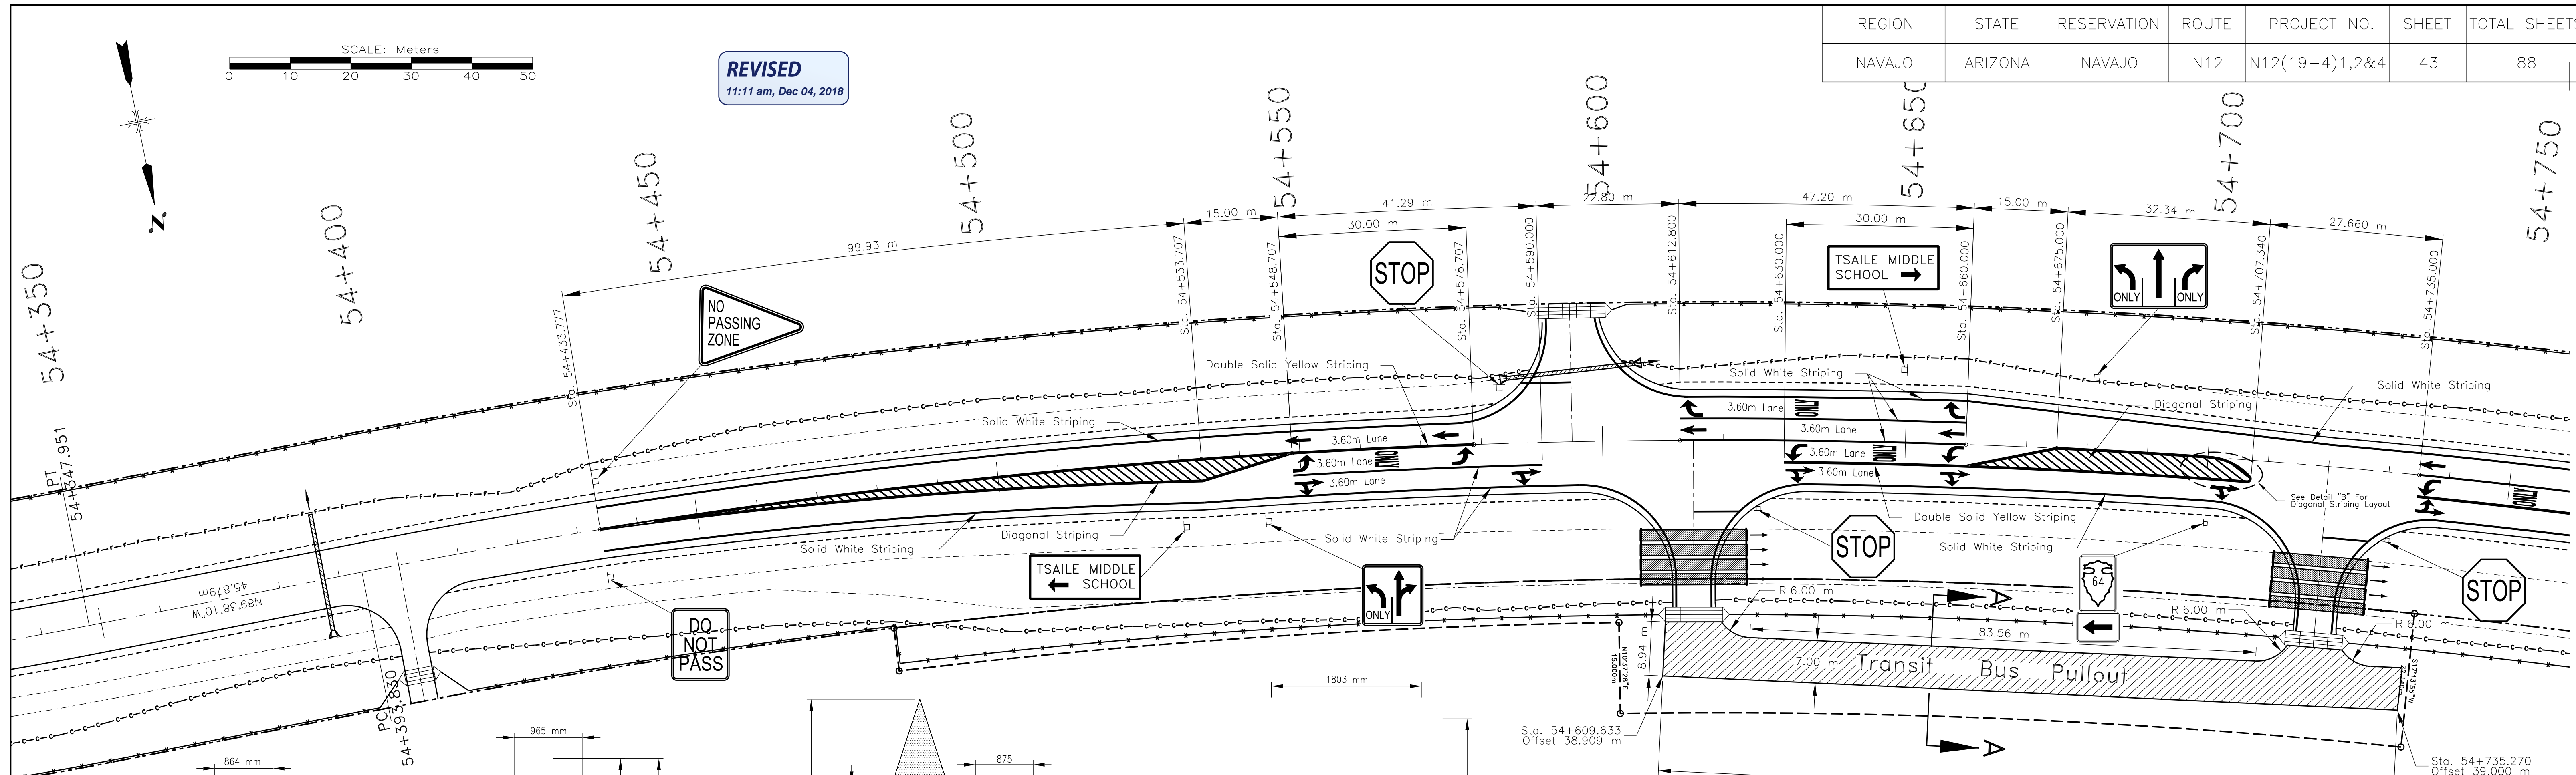 REGION STATE RESERVATION ROUTE PROJECT NO. SHEET TOTAL SHEETS
NAVAJO ARIZONA NAVAJO N12 N12(19-4)1,2&4 43 88
SCALE: Meters
0 10 20 30 40 50
REVISED
11:11 am, Dec 04, 2018
N
54+350
54+400
54+450
54+500
54+550
54+600
54+650
54+700
54+750
99.93 m
15.00 m
41.29 m
22.80 m
47.20 m
15.00 m
32.34 m
27.660 m
30.00 m
30.00 m
Sta. 54+433.777
Sta. 54+533.707
Sta. 54+548.707
Sta. 54+578.707
Sta. 54+590.000
Sta. 54+612.800
Sta. 54+630.000
Sta. 54+660.000
Sta. 54+675.000
Sta. 54+707.340
Sta. 54+735.000
NO
PASSING
ZONE
STOP
TSAILE MIDDLE
SCHOOL
ONLY ONLY
Double Solid Yellow Striping
Solid White Striping
Solid White Striping
Solid White Striping
Diagonal Striping
3.60m Lane ONLY
3.60m Lane
3.60m Lane
3.60m Lane ONLY
3.60m Lane
3.60m Lane ONLY
3.60m Lane
ONLY
See Detail "B" For
Diagonal Striping Layout
PT
54+347.951
45.879m
N89°38'10"W
PC
54+393.830
Solid White Striping
Diagonal Striping
Solid White Striping
Double Solid Yellow Striping
Solid White Striping
TSAILE MIDDLE
SCHOOL
DO
NOT
PASS
ONLY
STOP
64
STOP
R 6.00 m
R 6.00 m
R 6.00 m
A
83.56 m
8.94 m
7.00 m
Transit Bus Pullout
N10°37'28"E
15.000m
S17°13'55"W
Sta. 54+609.633
Offset 38.909 m
A
Sta. 54+735.270
Offset 39.000 m
1803 mm
965 mm
864 mm
875